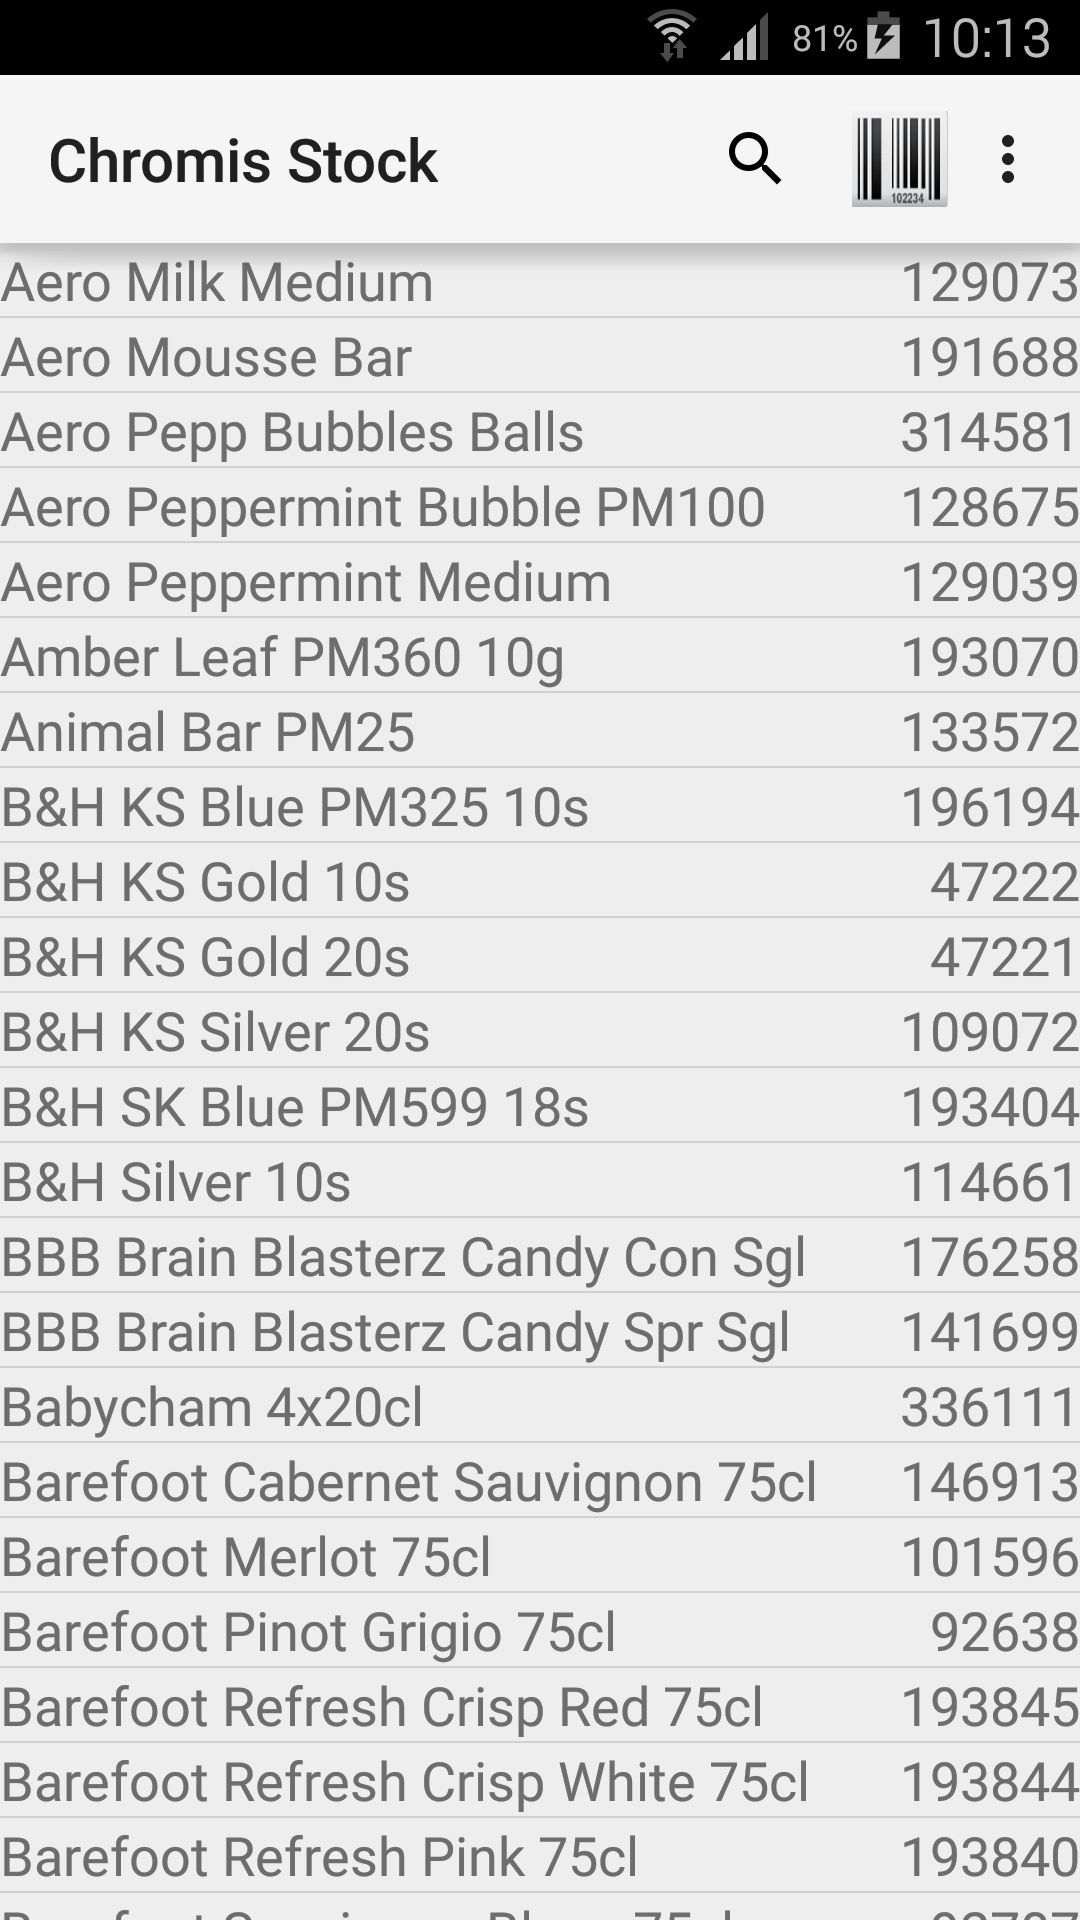 81% 10:13
Chromis Stock 102234
Aero Milk Medium 129073
Aero Mousse Bar 191688
Aero Pepp Bubbles Balls 314581
Aero Peppermint Bubble PM100 128675
Aero Peppermint Medium 129039
Amber Leaf PM360 10g 193070
Animal Bar PM25 133572
B&H KS Blue PM325 10s 196194
B&H KS Gold 10s 47222
B&H KS Gold 20s 47221
B&H KS Silver 20s 109072
B&H SK Blue PM599 18s 193404
B&H Silver 10s 114661
BBB Brain Blasterz Candy Con Sgl 176258
BBB Brain Blasterz Candy Spr Sgl 141699
Babycham 4x20cl 336111
Barefoot Cabernet Sauvignon 75cl 146913
Barefoot Merlot 75cl 101596
Barefoot Pinot Grigio 75cl 92638
Barefoot Refresh Crisp Red 75cl 193845
Barefoot Refresh Crisp White 75cl 193844
Barefoot Refresh Pink 75cl 193840